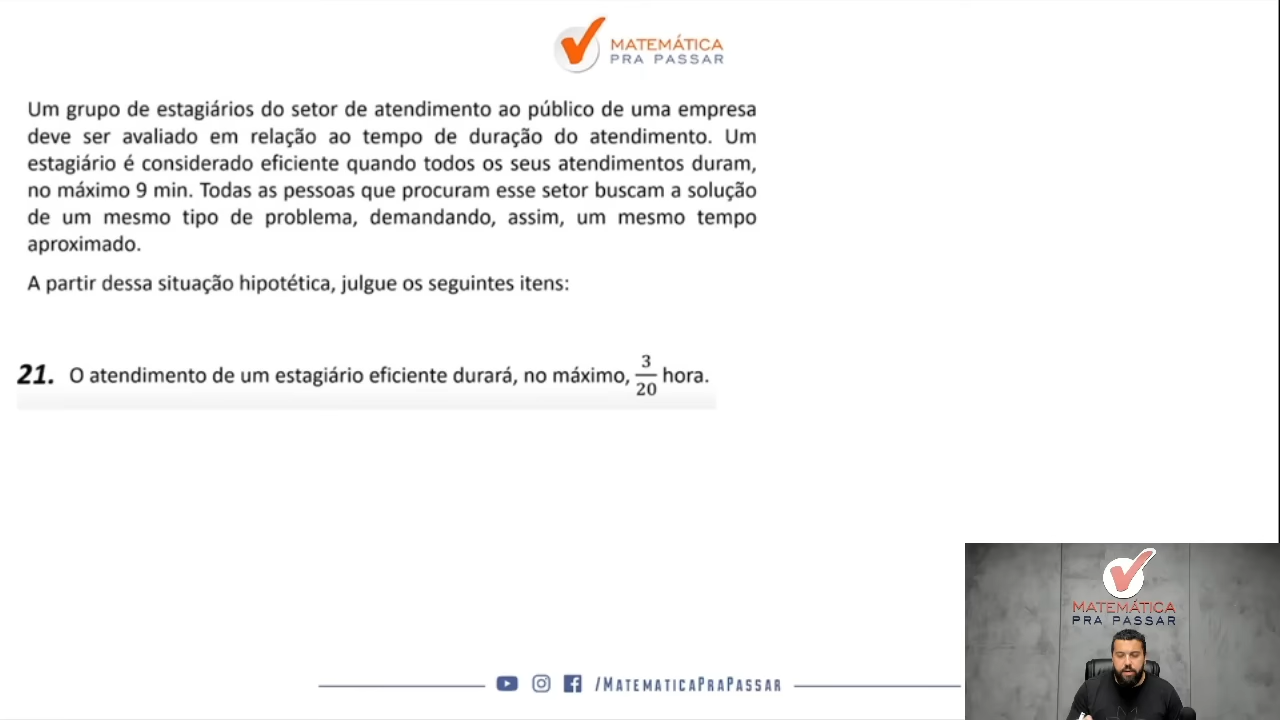 MATEMÁTICA
PRA PASSAR
Um grupo de estagiários do setor de atendimento ao público de uma empresa
deve ser avaliado em relação ao tempo de duração do atendimento. Um
estagiário é considerado eficiente quando todos os seus atendimentos duram,
no máximo 9 min. Todas as pessoas que procuram esse setor buscam a solução
de um mesmo tipo de problema, demandando, assim, um mesmo tempo
aproximado.
A partir dessa situação hipotética, julgue os seguintes itens:
21. O atendimento de um estagiário eficiente durará, no máximo, 3/20 hora.
MATEMÁTICA
PRA PASSAR
/MATEMATICAPRAPASSAR